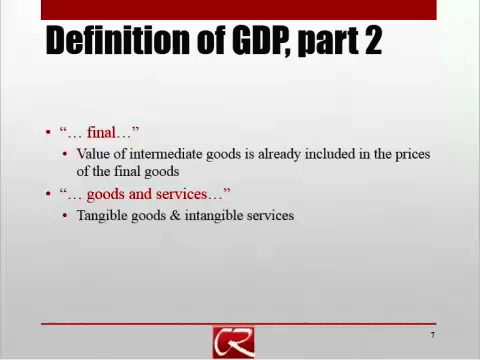 Definition of GDP, part 2
• “… final…”
• Value of intermediate goods is already included in the prices
of the final goods
• “… goods and services…”
• Tangible goods & intangible services
7
CR